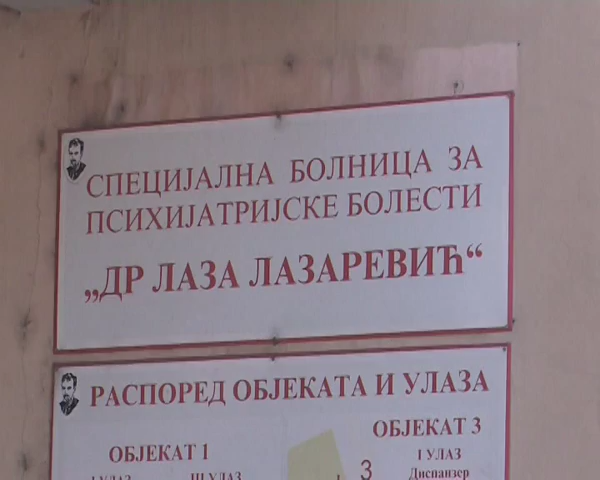 СПЕЦИЈАЛНА БОЛНИЦА ЗА
ПСИХИЈАТРИЈСКЕ БОЛЕСТИ
„ДР ЛАЗА ЛАЗАРЕВИЋ“
РАСПОРЕД ОБЈЕКАТА И УЛАЗА
ОБЈЕКАТ 1
ОБЈЕКАТ 3
I УЛАЗ III УЛАЗ
I УЛАЗ
3 Диспанзер